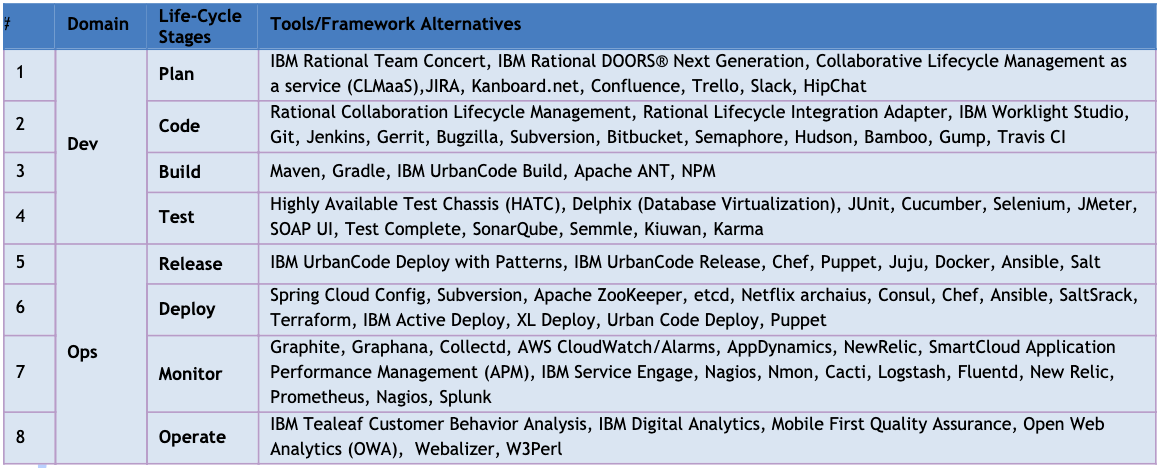 # Domain Life-Cycle Stages Tools/Framework Alternatives
1 Dev Plan IBM Rational Team Concert, IBM Rational DOORS® Next Generation, Collaborative Lifecycle Management as
a service (CLMaaS),JIRA, Kanboard.net, Confluence, Trello, Slack, HipChat
2 Code Rational Collaboration Lifecycle Management, Rational Lifecycle Integration Adapter, IBM Worklight Studio,
Git, Jenkins, Gerrit, Bugzilla, Subversion, Bitbucket, Semaphore, Hudson, Bamboo, Gump, Travis CI
3 Build Maven, Gradle, IBM UrbanCode Build, Apache ANT, NPM
4 Test Highly Available Test Chassis (HATC), Delphix (Database Virtualization), JUnit, Cucumber, Selenium, JMeter,
SOAP UI, Test Complete, SonarQube, Semmle, Kiuwan, Karma
5 Ops Release IBM UrbanCode Deploy with Patterns, IBM UrbanCode Release, Chef, Puppet, Juju, Docker, Ansible, Salt
6 Deploy Spring Cloud Config, Subversion, Apache ZooKeeper, etcd, Netflix archaius, Consul, Chef, Ansible, SaltSrack,
Terraform, IBM Active Deploy, XL Deploy, Urban Code Deploy, Puppet
7 Monitor Graphite, Graphana, Collectd, AWS CloudWatch/Alarms, AppDynamics, NewRelic, SmartCloud Application
Performance Management (APM), IBM Service Engage, Nagios, Nmon, Cacti, Logstash, Fluentd, New Relic,
Prometheus, Nagios, Splunk
8 Operate IBM Tealeaf Customer Behavior Analysis, IBM Digital Analytics, Mobile First Quality Assurance, Open Web
Analytics (OWA), Webalizer, W3Perl